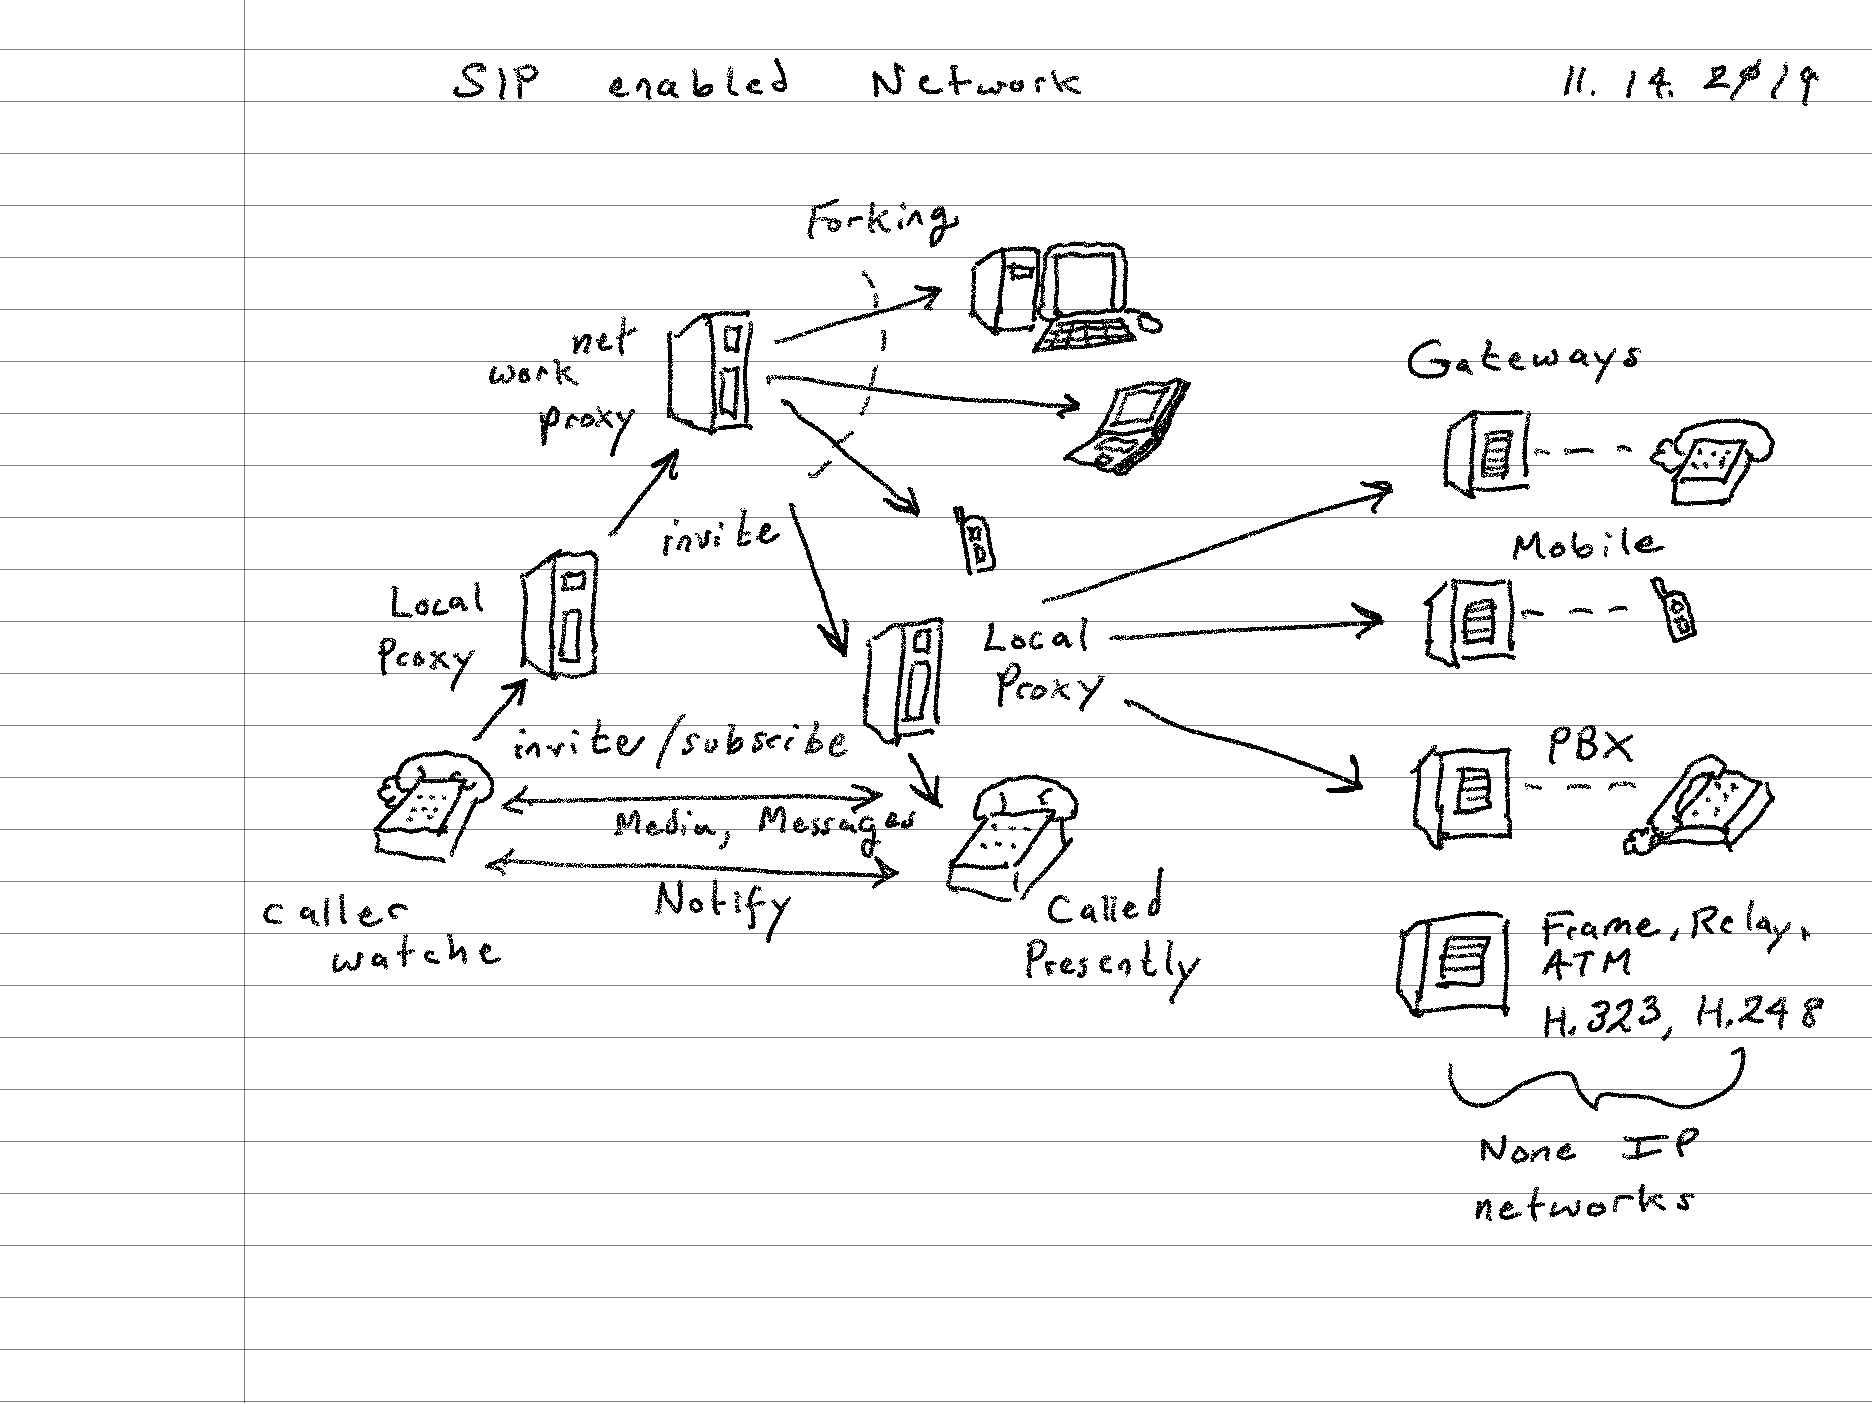 SIP enabled Network 11. 14. 2019
Forking
net
work
proxy
Gateways
invite
Mobile
Local
Proxy
Local
Proxy
invite/subscribe
PBX
Media, Messages
Notify
caller
watche
Called
Presently
Frame, Relay,
ATM
H.323, H.248
None IP
networks